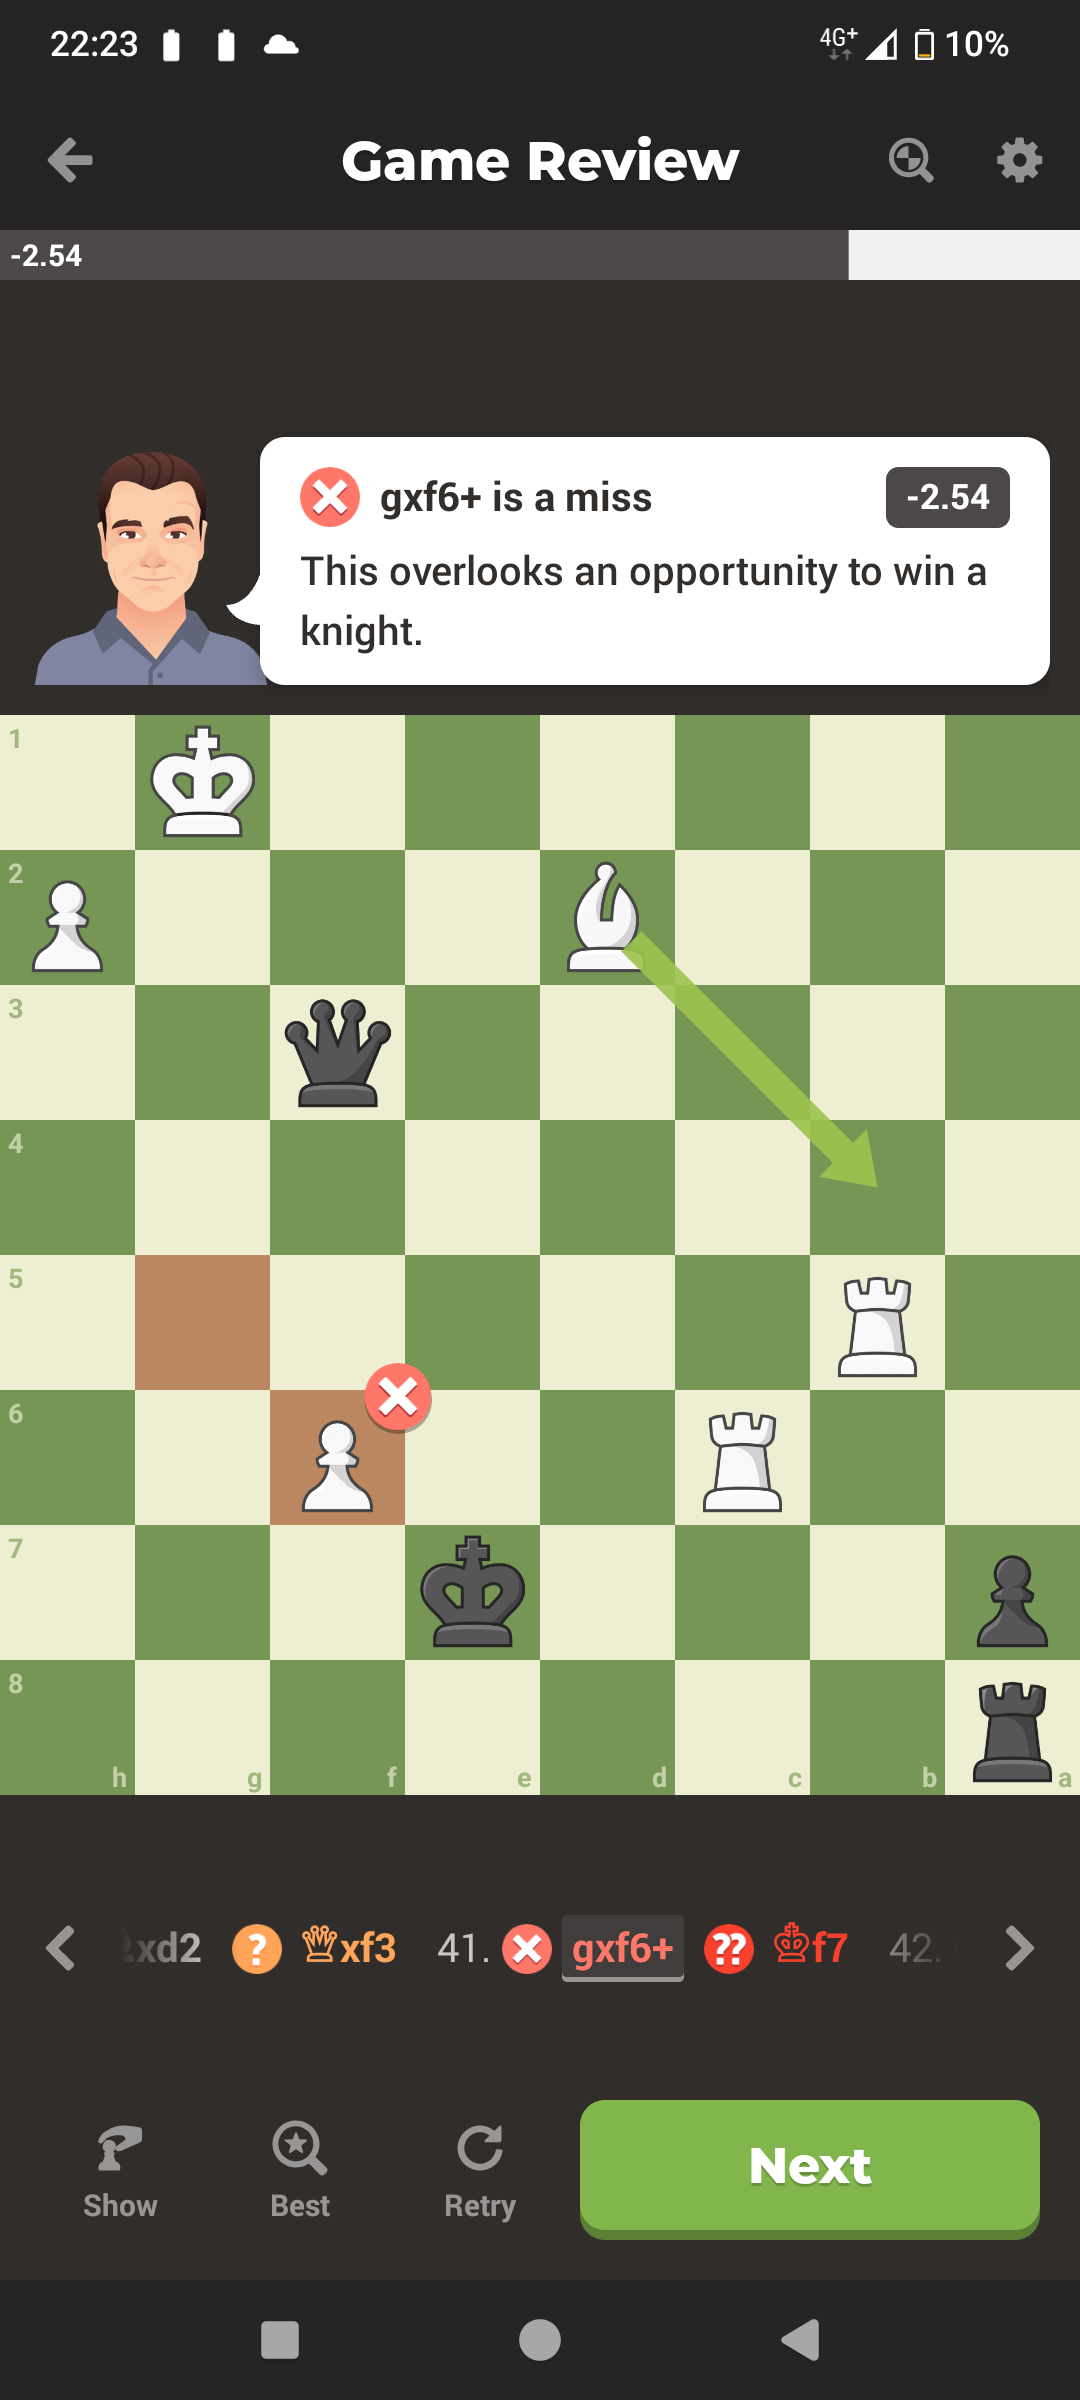 22:23 4G+ 10%
Game Review
-2.54
gxf6+ is a miss -2.54
This overlooks an opportunity to win a
knight.
1
2
3
4
5
6
7
8
h g f e d c b a
xd2 ? xf3 41. gxf6+ ?? f7 42.
Show Best Retry Next